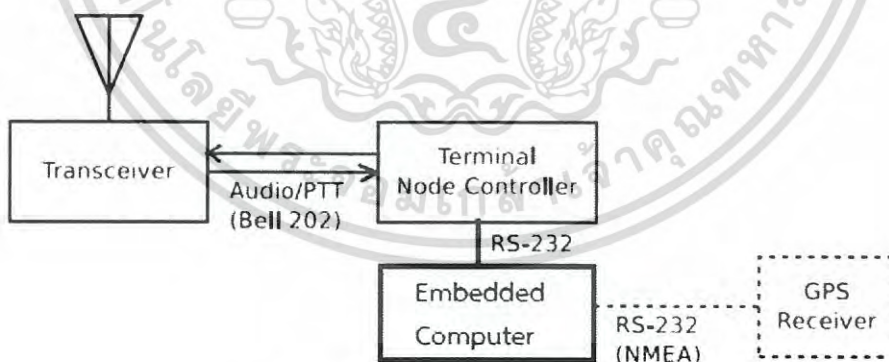 Transceiver
Audio/PTT
(Bell 202)
Terminal
Node Controller
RS-232
Embedded
Computer
RS-232
(NMEA)
GPS
Receiver